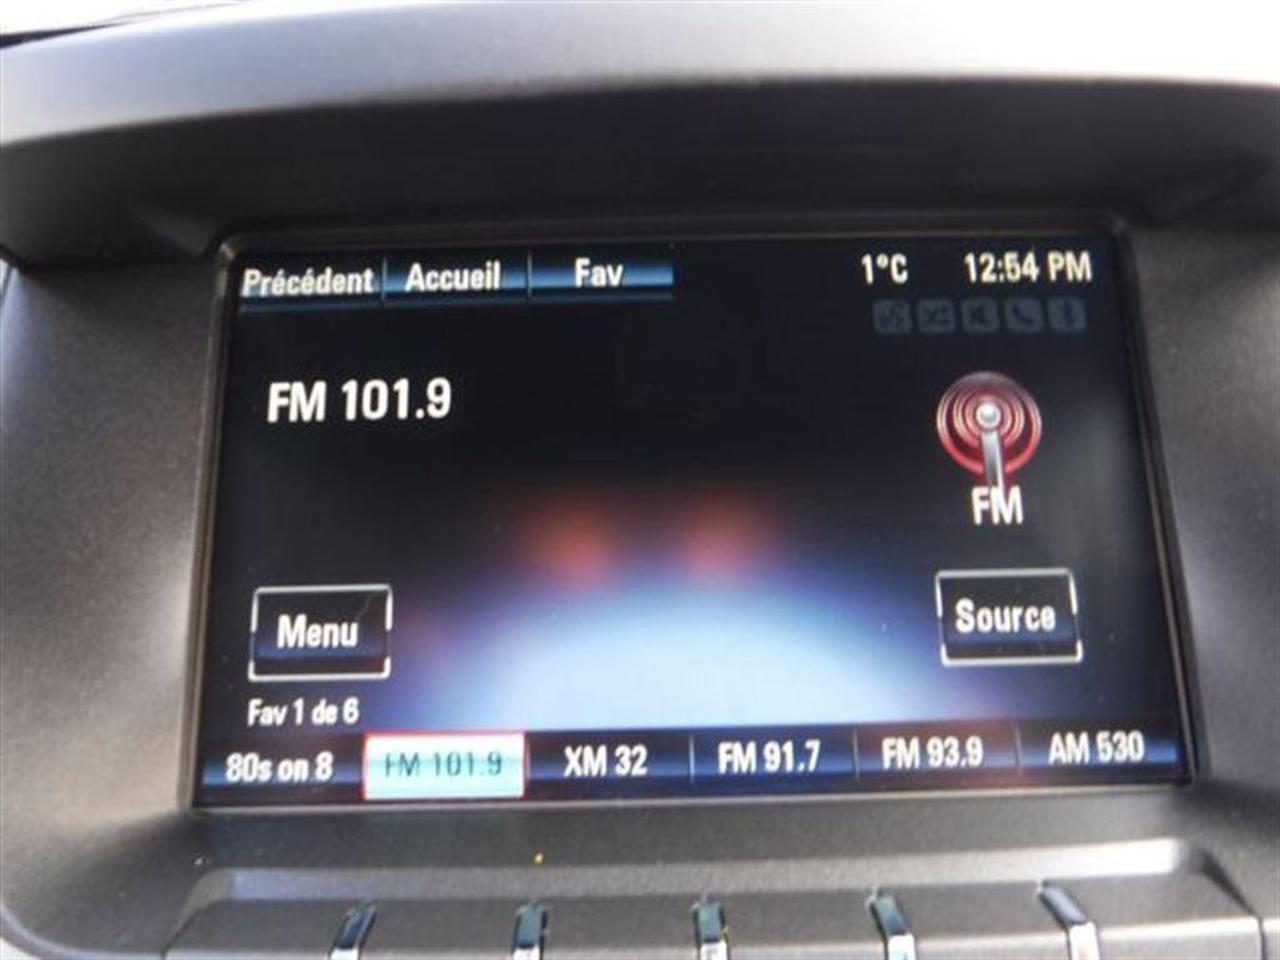 Précédent Accueil Fav 1°C 12:54 PM
FM 101.9
FM
Menu Source
Fav 1 de 6
80s on 8 FM 101.9 XM 32 FM 91.7 FM 93.9 AM 530